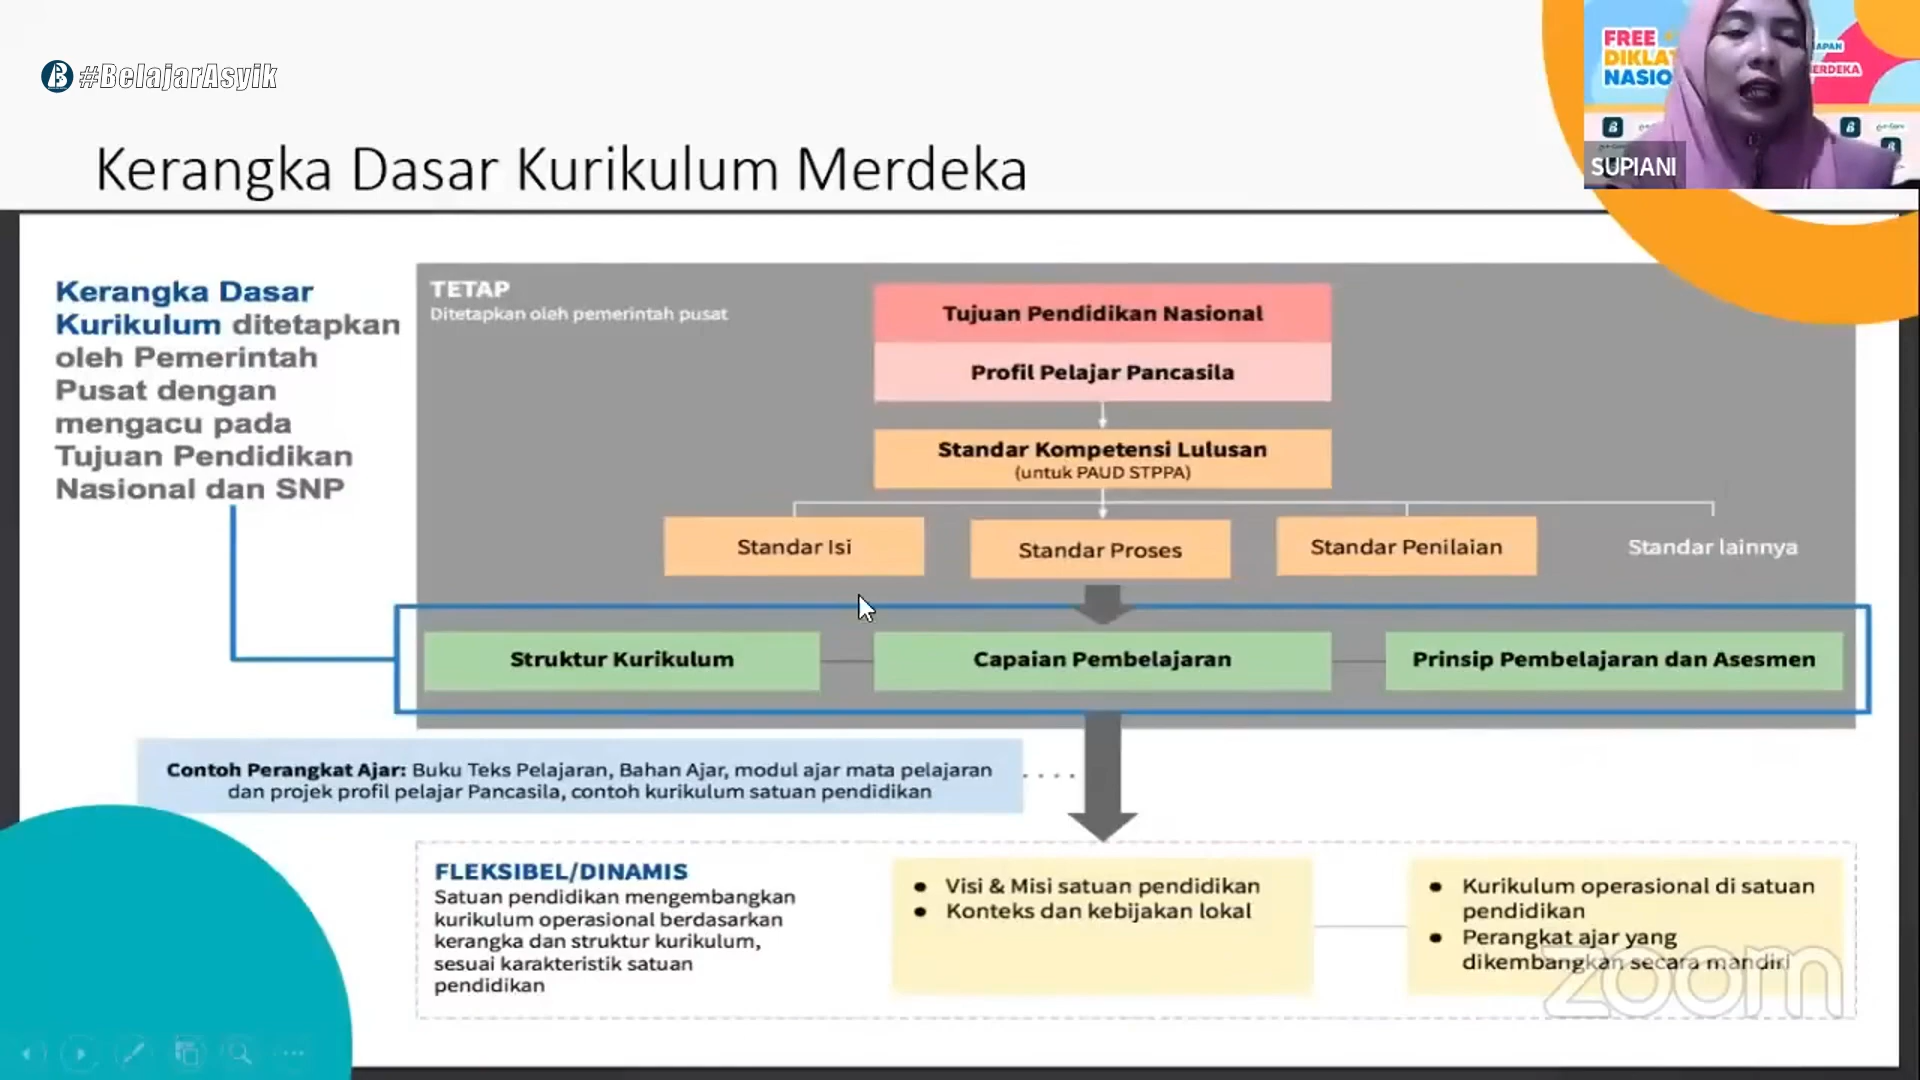 #BelajarAsyik
FREE
DIKLAT
NASIO
ERDEKA
SUPIANI
Kerangka Dasar Kurikulum Merdeka
Kerangka Dasar
Kurikulum ditetapkan
oleh Pemerintah
Pusat dengan
mengacu pada
Tujuan Pendidikan
Nasional dan SNP
TETAP
Ditetapkan oleh pemerintah pusat
Tujuan Pendidikan Nasional
Profil Pelajar Pancasila
Standar Kompetensi Lulusan
(untuk PAUD STPPA)
Standar Isi
Standar Proses
Standar Penilaian
Standar lainnya
Struktur Kurikulum
Capaian Pembelajaran
Prinsip Pembelajaran dan Asesmen
Contoh Perangkat Ajar: Buku Teks Pelajaran, Bahan Ajar, modul ajar mata pelajaran
dan projek profil pelajar Pancasila, contoh kurikulum satuan pendidikan
FLEKSIBEL/DINAMIS
Satuan pendidikan mengembangkan
kurikulum operasional berdasarkan
kerangka dan struktur kurikulum,
sesuai karakteristik satuan
pendidikan
● Visi & Misi satuan pendidikan
● Konteks dan kebijakan lokal
● Kurikulum operasional di satuan
pendidikan
● Perangkat ajar yang
dikembangkan secara mandiri
zoom